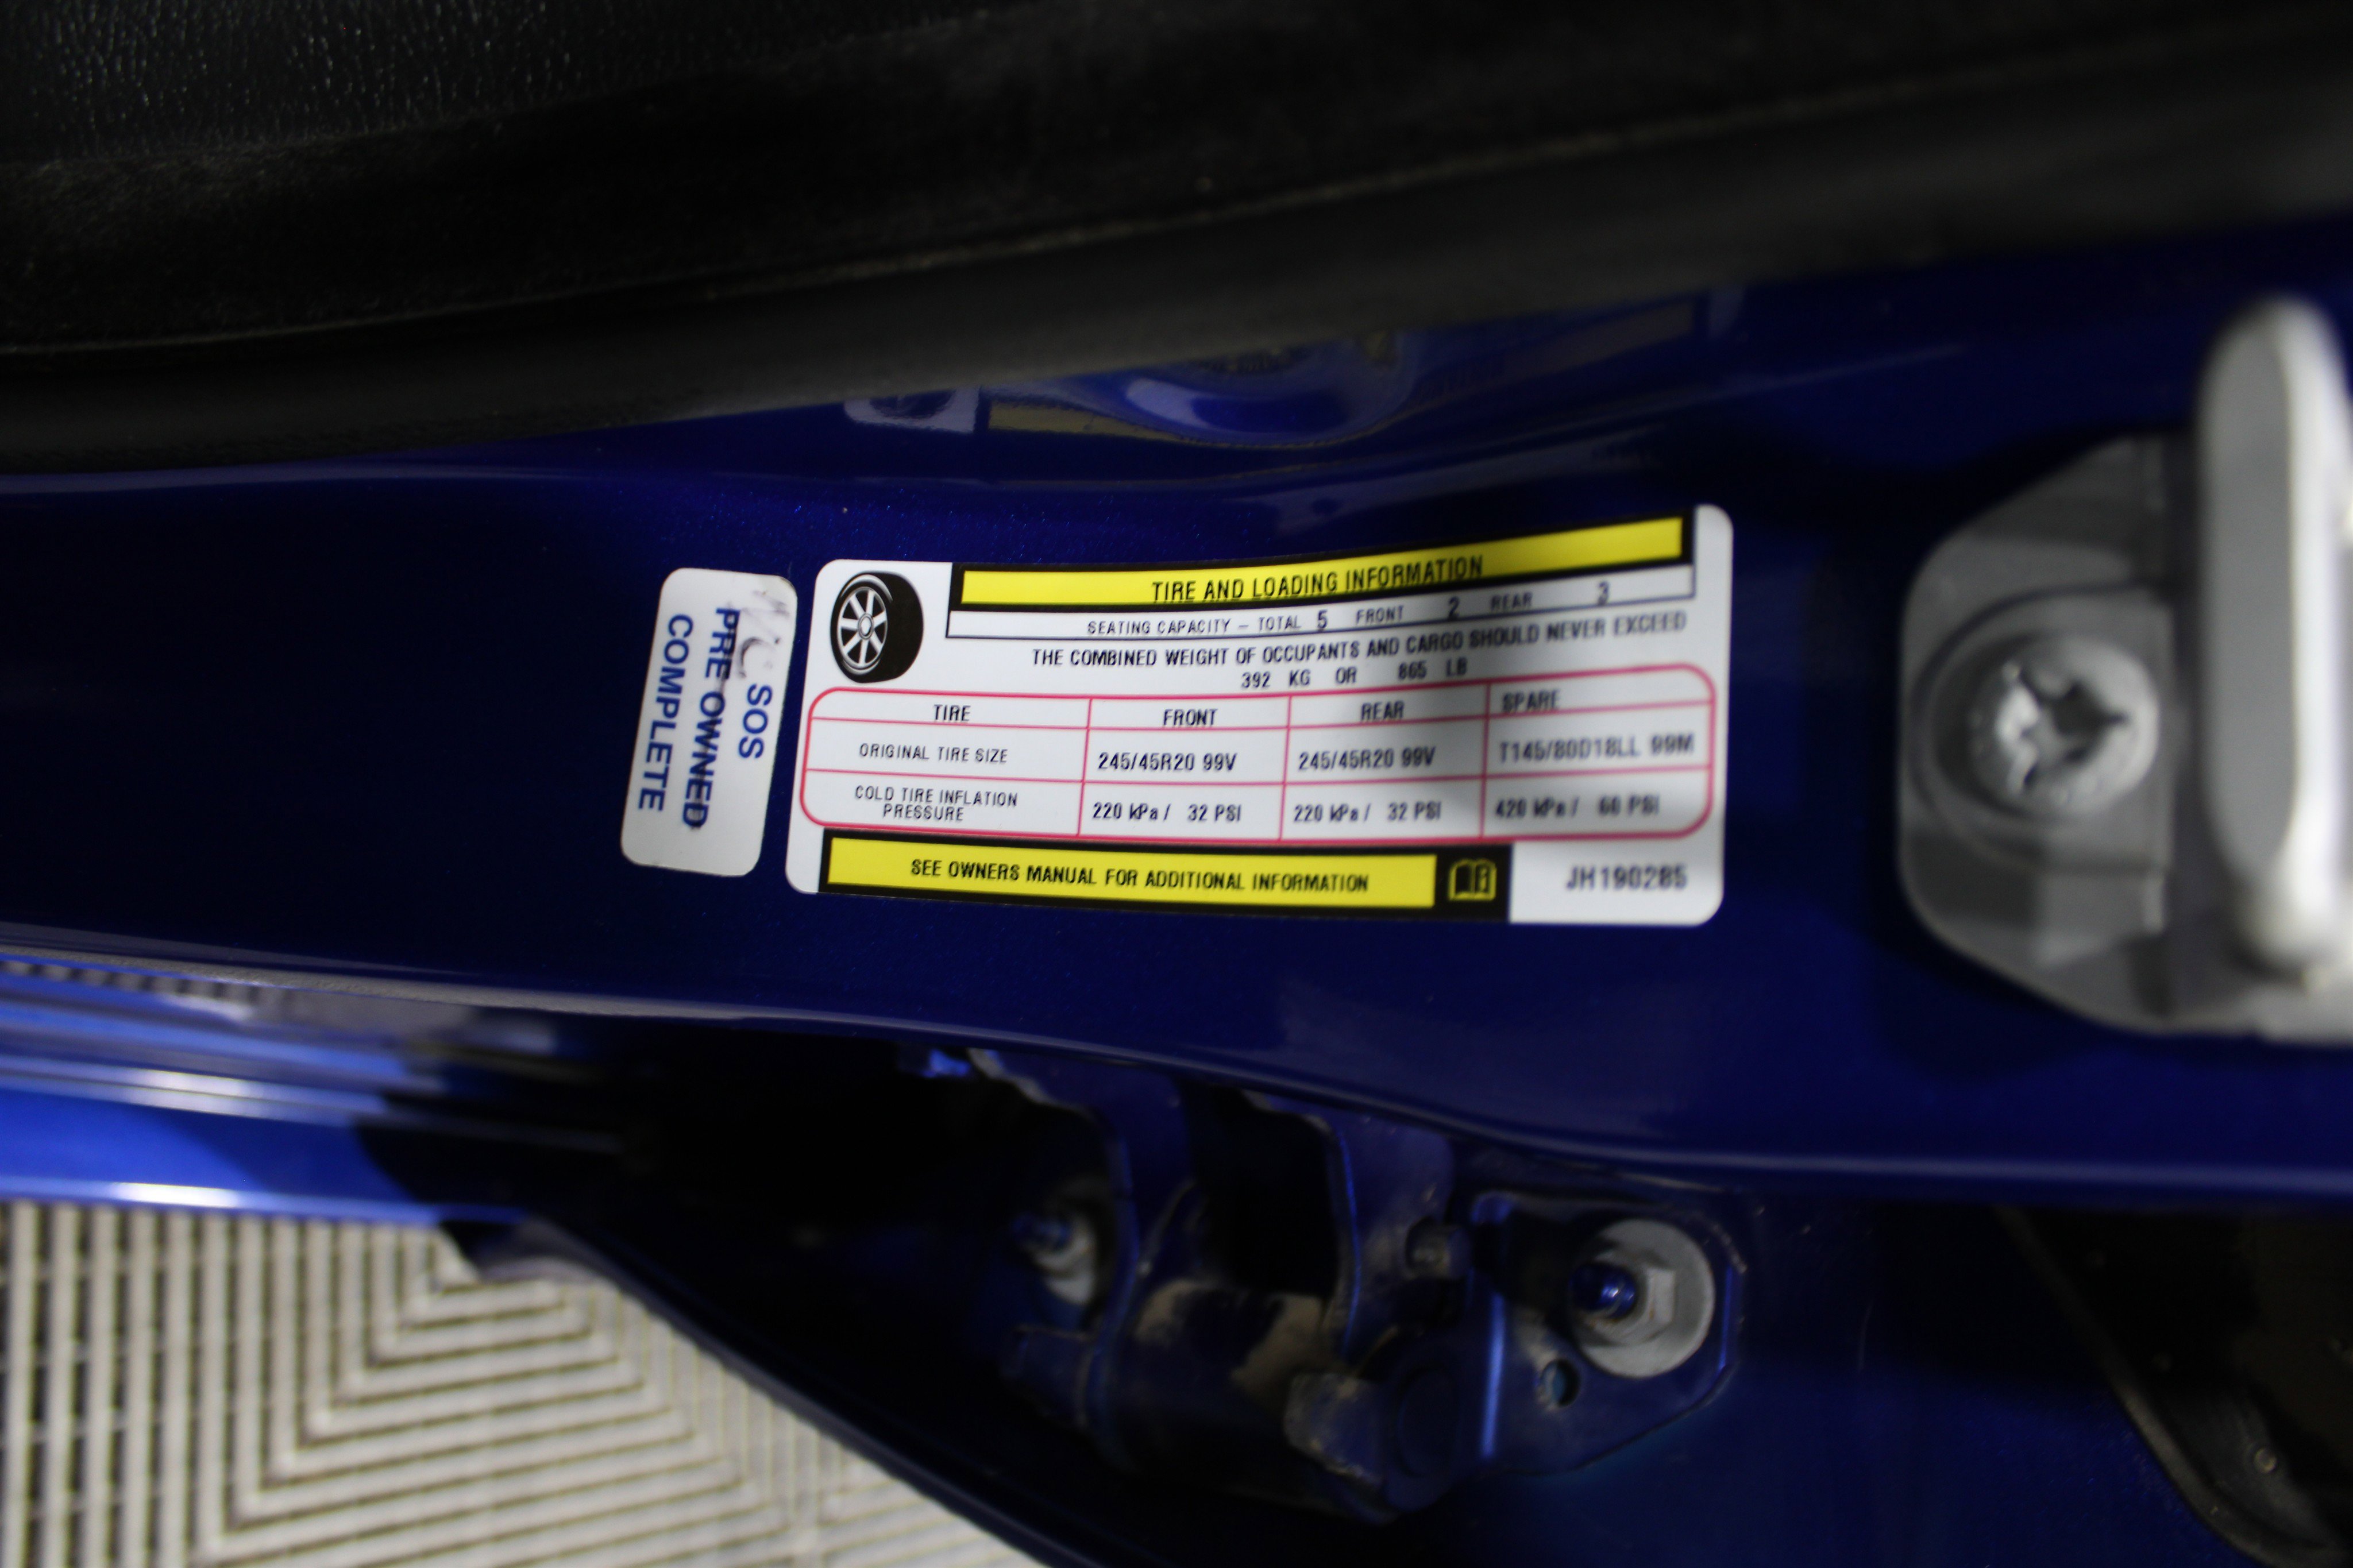 SOS
PRE OWNED
COMPLETE
TIRE AND LOADING INFORMATION
SEATING CAPACITY – TOTAL 5 FRONT 2 REAR 3
THE COMBINED WEIGHT OF OCCUPANTS AND CARGO SHOULD NEVER EXCEED
392 KG OR 865 LB
TIRE FRONT REAR SPARE
ORIGINAL TIRE SIZE 245/45R20 99V 245/45R20 99V T145/80D18LL 99M
COLD TIRE INFLATION
PRESSURE 220 kPa / 32 PSI 220 kPa / 32 PSI 420 kPa / 60 PSI
SEE OWNERS MANUAL FOR ADDITIONAL INFORMATION
JH190285